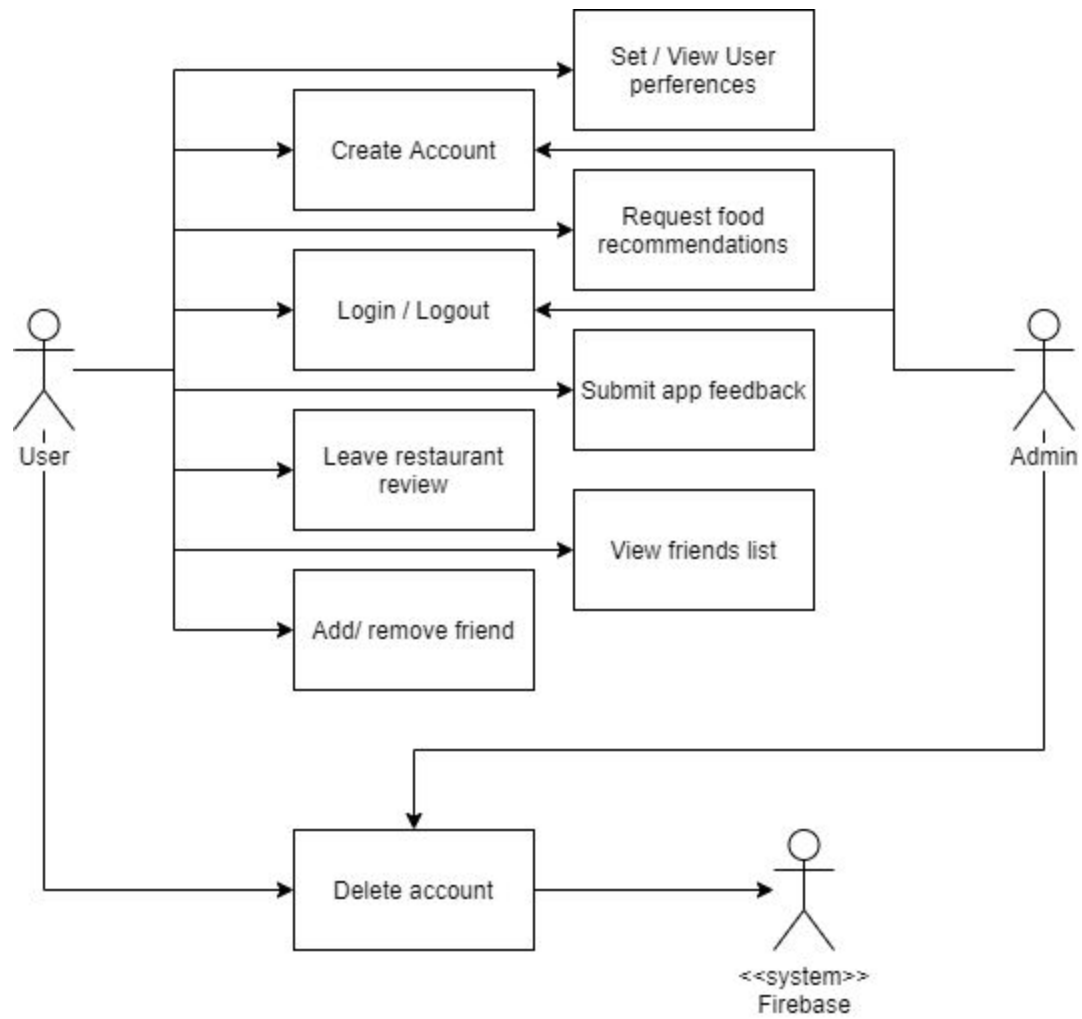 Set / View User
perferences
Create Account
Request food
recommendations
Login / Logout
Submit app feedback
User
Leave restaurant
review
Admin
View friends list
Add/ remove friend
Delete account
<<system>>
Firebase